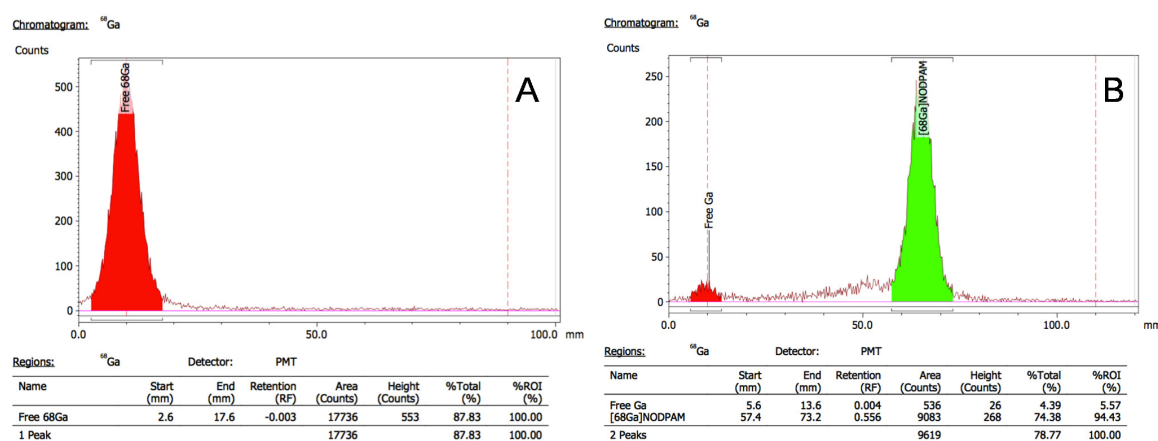 Chromatogram: ⁶⁸Ga
Counts
500
400
300
200
100
0
Free 68Ga
A
0.0 50.0 100.0 mm
Regions: ⁶⁸Ga Detector: PMT
Name Start (mm) End (mm) Retention (RF) Area (Counts) Height (Counts) %Total (%) %ROI (%)
Free 68Ga 2.6 17.6 -0.003 17736 553 87.83 100.00
1 Peak 17736 87.83 100.00
Chromatogram: ⁶⁸Ga
Counts
250
200
150
100
50
0
Free Ga
[68Ga]NODPAM
B
0.0 50.0 100.0 mm
Regions: ⁶⁸Ga Detector: PMT
Name Start (mm) End (mm) Retention (RF) Area (Counts) Height (Counts) %Total (%) %ROI (%)
Free Ga 5.6 13.6 0.004 536 26 4.39 5.57
[68Ga]NODPAM 57.4 73.2 0.556 9083 268 74.38 94.43
2 Peaks 9619 78.77 100.00